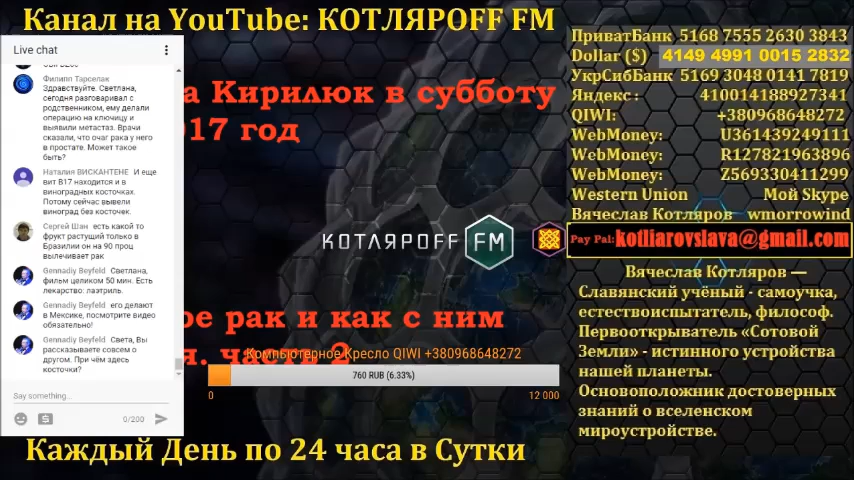 Канал на YouTube: КОТЛЯРОFF FM
Live chat
Филипп Тарселак
Здравствуйте. Светлана,
сегодня разговаривал с
родственником, ему делали
операцию на ключицу и
выявили метастаз. Врачи
сказали, что очаг рака у него
в простате. Может такое
быть?
Наталия ВИСКАНТЕНЕ И еще
вит В17 находится и в
виноградных косточках.
Потому сейчас вывели
виноград без косточек.
Сергей Шан есть какой то
фрукт растущий только в
Бразилии он на 90 проц
вылечивает рак
Gennadiy Beyfeld Светлана,
фильм целиком 50 мин. Есть
лекарство: лаэтриль.
Gennadiy Beyfeld его делают
в Мексике, посмотрите видео
обязательно!
Gennadiy Beyfeld Света, Вы
рассказываете совсем о
другом. При чём здесь
косточки?
Say something...
0/200
а Кирилюк в субботу
017 год
КОТЛЯРОFF FM
ое рак и как с ним
я. часть 2
Компьютерное Кресло QIWI +380968648272
760 RUB (6.33%)
0 12 000
Каждый День по 24 часа в Сутки
ПриватБанк 5168 7555 2630 3843
Dollar ($) 4149 4991 0015 2832
УкрСибБанк 5169 3048 0141 7819
Яндекс : 410014188927341
QIWI: +380968648272
WebMoney: U361439249111
WebMoney: R127821963896
WebMoney: Z569330411299
Western Union Мой Skype
Вячеслав Котляров wmorrowind
Pay Pal: kotliarovslava@gmail.com
Вячеслав Котляров —
Славянский учёный - самоучка,
естествоиспытатель, философ.
Первооткрыватель «Сотовой
Земли» - истинного устройства
нашей планеты.
Основоположник достоверных
знаний о вселенском
мироустройстве.